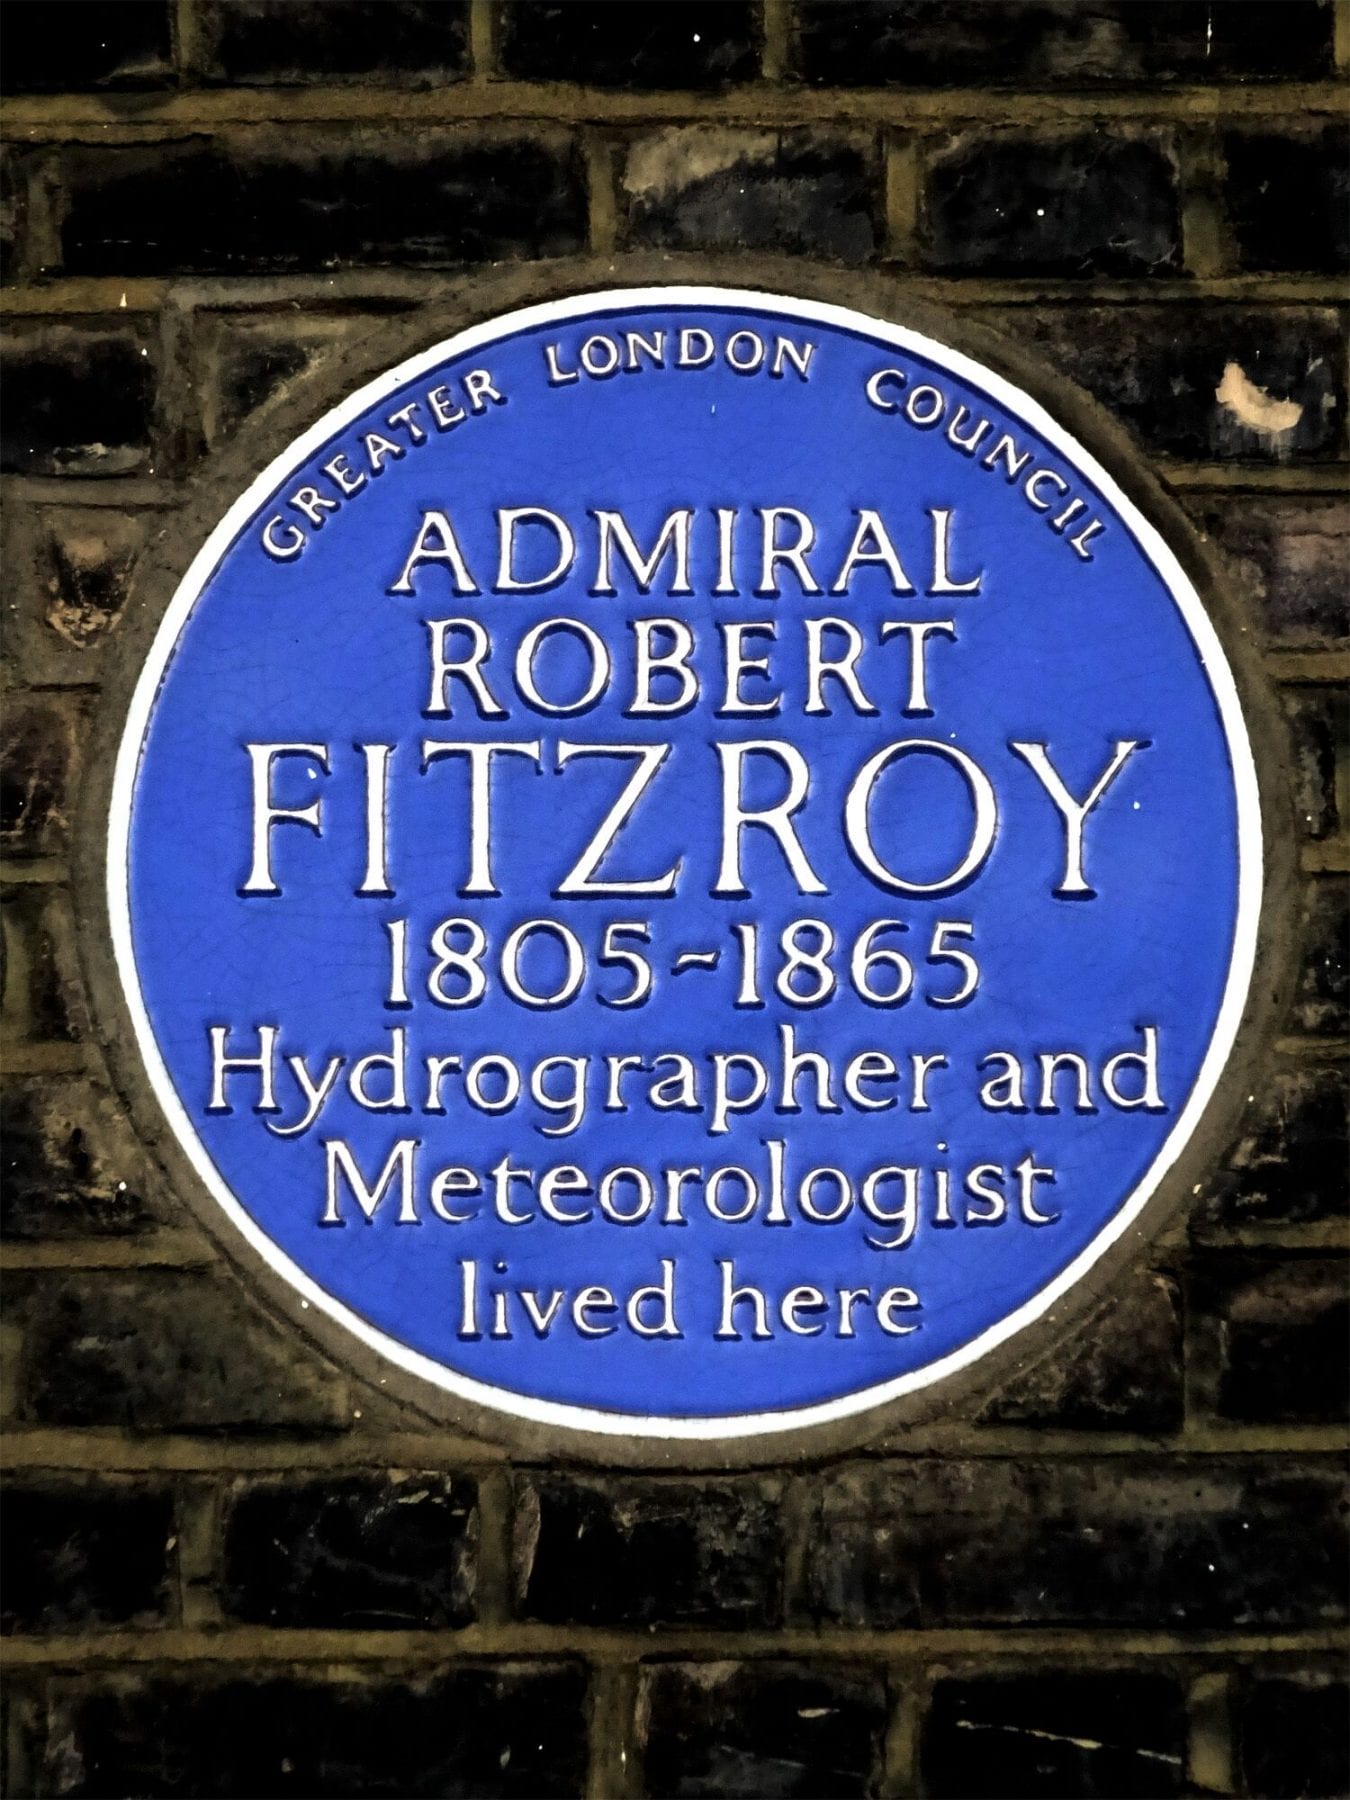 GREATER LONDON COUNCIL
ADMIRAL
ROBERT
FITZROY
1805~1865
Hydrographer and
Meteorologist
lived here